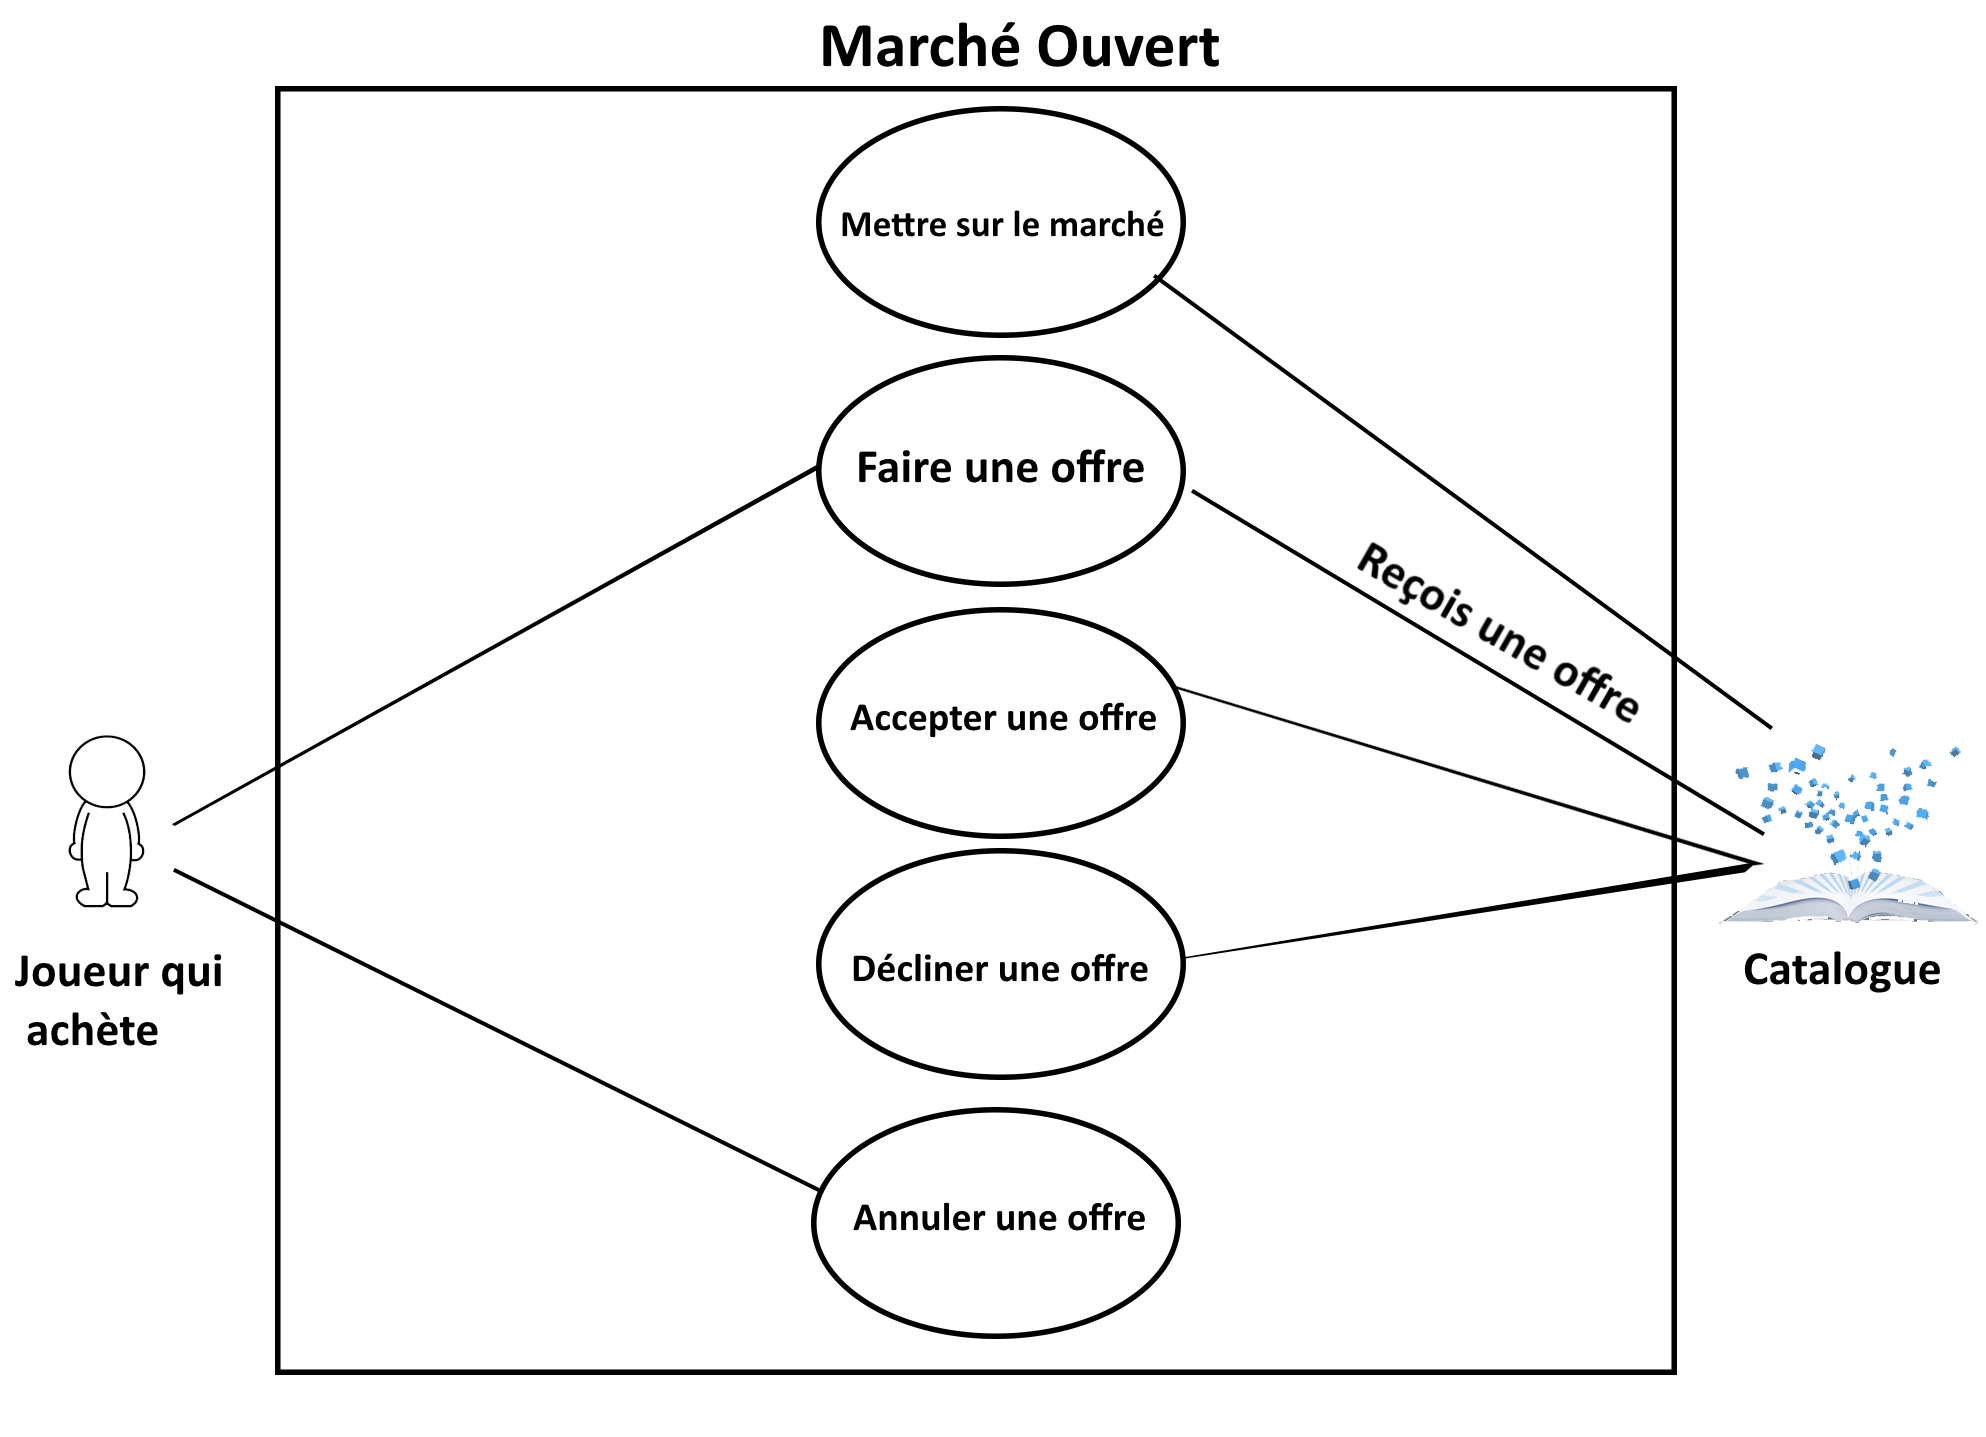 Marché Ouvert
Mettre sur le marché
Faire une offre
Reçois une offre
Accepter une offre
Décliner une offre
Joueur qui
achète
Catalogue
Annuler une offre